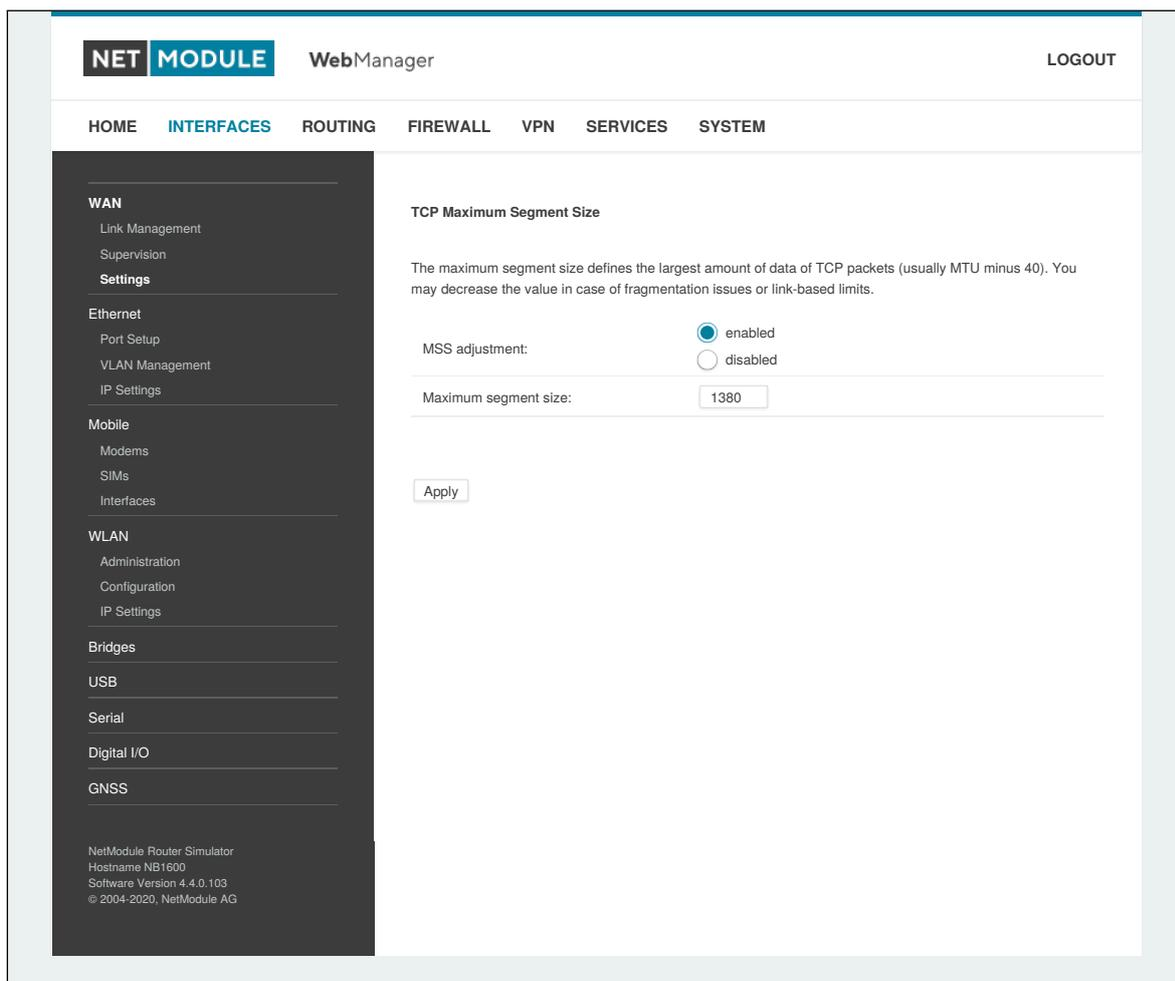 NET MODULE WebManager LOGOUT
HOME INTERFACES ROUTING FIREWALL VPN SERVICES SYSTEM
WAN
Link Management
Supervision
Settings
Ethernet
Port Setup
VLAN Management
IP Settings
Mobile
Modems
SIMs
Interfaces
WLAN
Administration
Configuration
IP Settings
Bridges
USB
Serial
Digital I/O
GNSS
NetModule Router Simulator
Hostname NB1600
Software Version 4.4.0.103
© 2004-2020, NetModule AG
TCP Maximum Segment Size
The maximum segment size defines the largest amount of data of TCP packets (usually MTU minus 40). You
may decrease the value in case of fragmentation issues or link-based limits.
MSS adjustment:
enabled
disabled
Maximum segment size: 1380
Apply